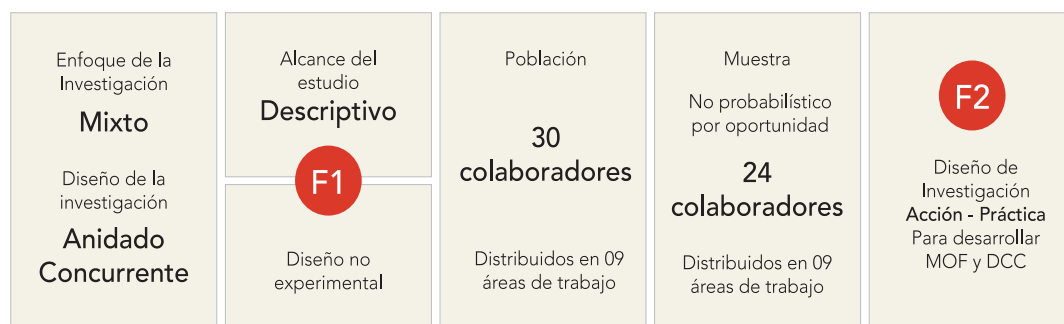 Enfoque de la
Investigación
Mixto
Diseño de la
investigación
Anidado
Concurrente
Alcance del
estudio
Descriptivo
F1
Diseño no
experimental
Población
30
colaboradores
Distribuidos en 09
áreas de trabajo
Muestra
No probabilístico
por oportunidad
24
colaboradores
Distribuidos en 09
áreas de trabajo
F2
Diseño de
Investigación
Acción - Práctica
Para desarrollar
MOF y DCC